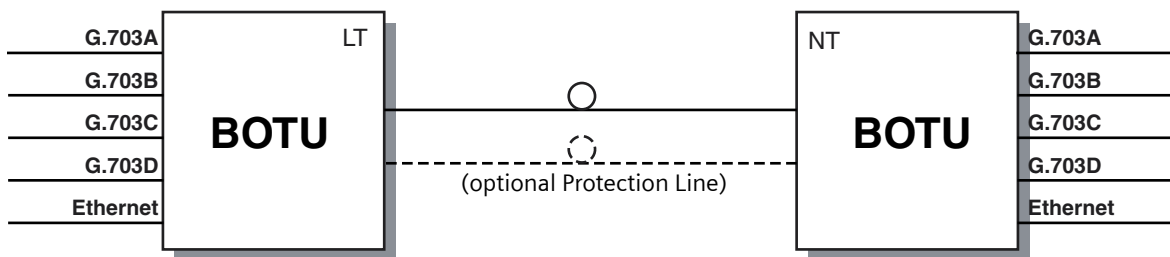 G.703A
G.703B
G.703C
G.703D
Ethernet
LT
BOTU
(optional Protection Line)
NT
BOTU
G.703A
G.703B
G.703C
G.703D
Ethernet